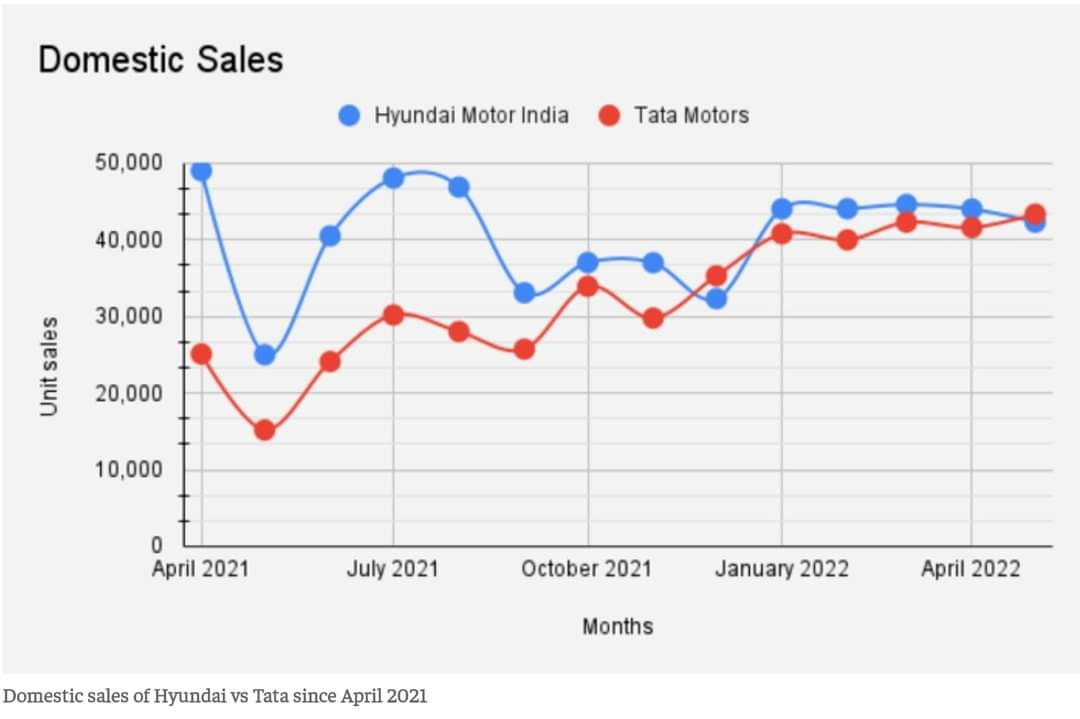 Domestic Sales
Hyundai Motor India Tata Motors
50,000
40,000
30,000
20,000
10,000
0
Unit sales
April 2021 July 2021 October 2021 January 2022 April 2022
Months
Domestic sales of Hyundai vs Tata since April 2021